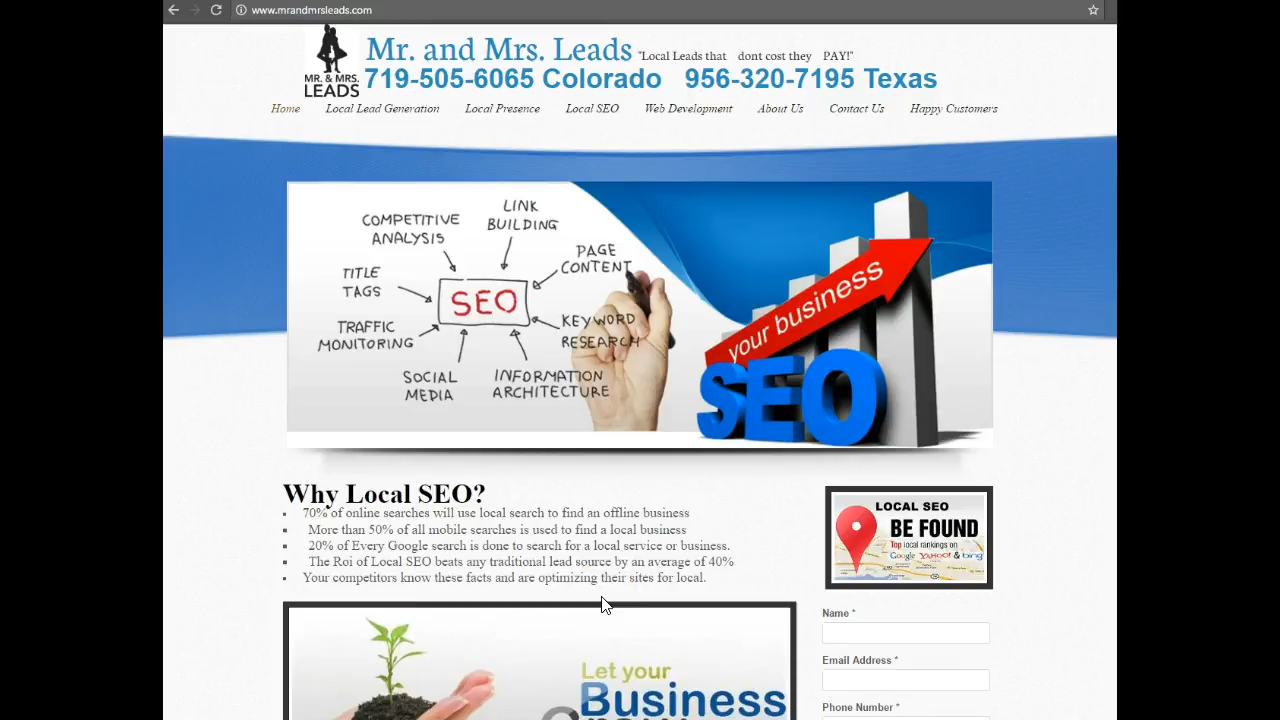 www.mrandmrsleads.com
Mr. and Mrs. Leads "Local Leads that dont cost they PAY!"
MR. & MRS.
LEADS
719-505-6065 Colorado 956-320-7195 Texas
Home Local Lead Generation Local Presence Local SEO Web Development About Us Contact Us Happy Customers
COMPETITIVE
ANALYSIS
LINK
BUILDING
PAGE
CONTENT
TITLE
TAGS
SEO
TRAFFIC
MONITORING
KEYWORD
RESEARCH
SOCIAL
MEDIA
INFORMATION
ARCHITECTURE
your business
SEO
Why Local SEO?
70% of online searches will use local search to find an offline business
More than 50% of all mobile searches is used to find a local business
20% of Every Google search is done to search for a local service or business.
The Roi of Local SEO beats any traditional lead source by an average of 40%
Your competitors know these facts and are optimizing their sites for local.
LOCAL SEO
BE FOUND
Top local rankings on
Google YAHOO! & bing
Name *
Email Address *
Phone Number *
Let your
Business